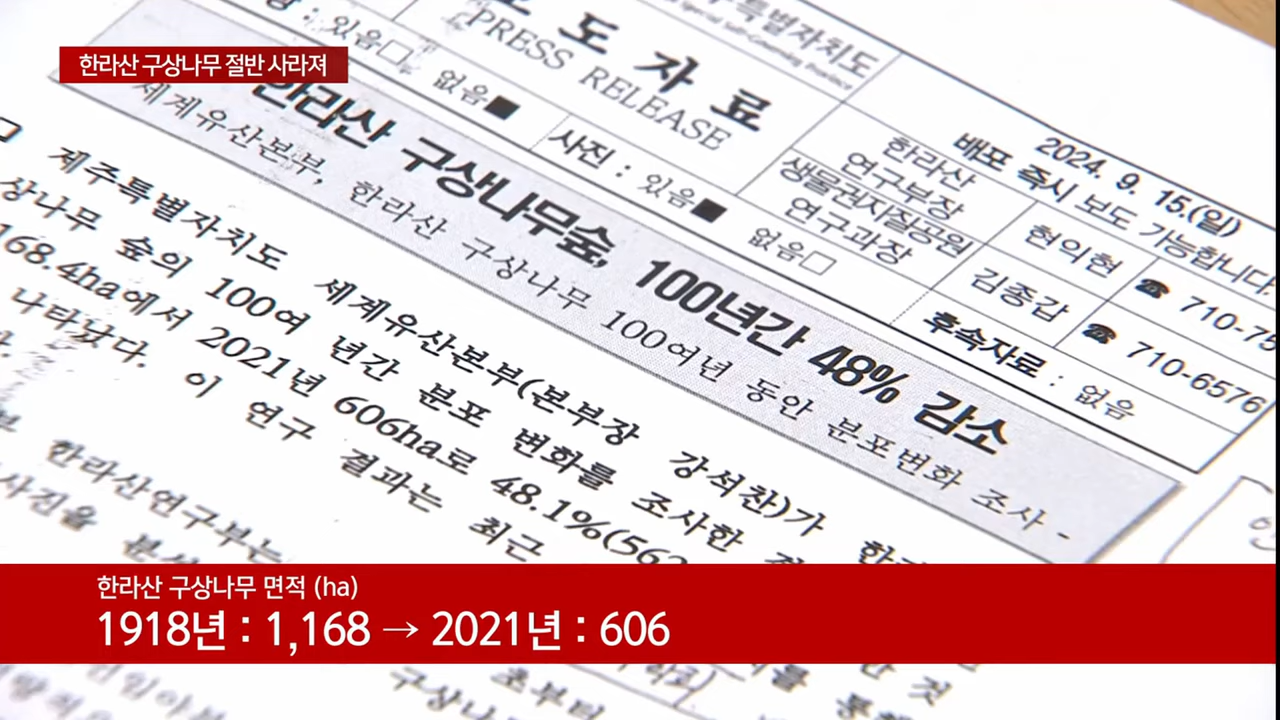 한라산 구상나무 절반 사라져
특별자치도
보 도 자 료
PRESS RELEASE
2024. 9. 15.(일)
배포 즉시 보도 가능합니다.
있음□ 없음■
사진 : 있음■ 없음□
한라산
연구부장
현의현 ☎ 710-75
생물권지질공원
연구과장
김종갑 ☎ 710-6576
후속자료 : 없음
한라산 구상나무숲, 100년간 48% 감소
세계유산본부, 한라산 구상나무 100여년 동안 분포변화 조사 -
□ 제주특별자치도 세계유산본부(본부장 강석찬)가
상나무 숲의 100여 년간 분포 변화를 조사한
168.4ha에서 2021년 606ha로 48.1%(562
나타났다. 이 연구 결과는 최근
한라산연구부는
사진을
한라산 구상나무 면적 (ha)
1918년 : 1,168 → 2021년 : 606
초부터
것
구상나무